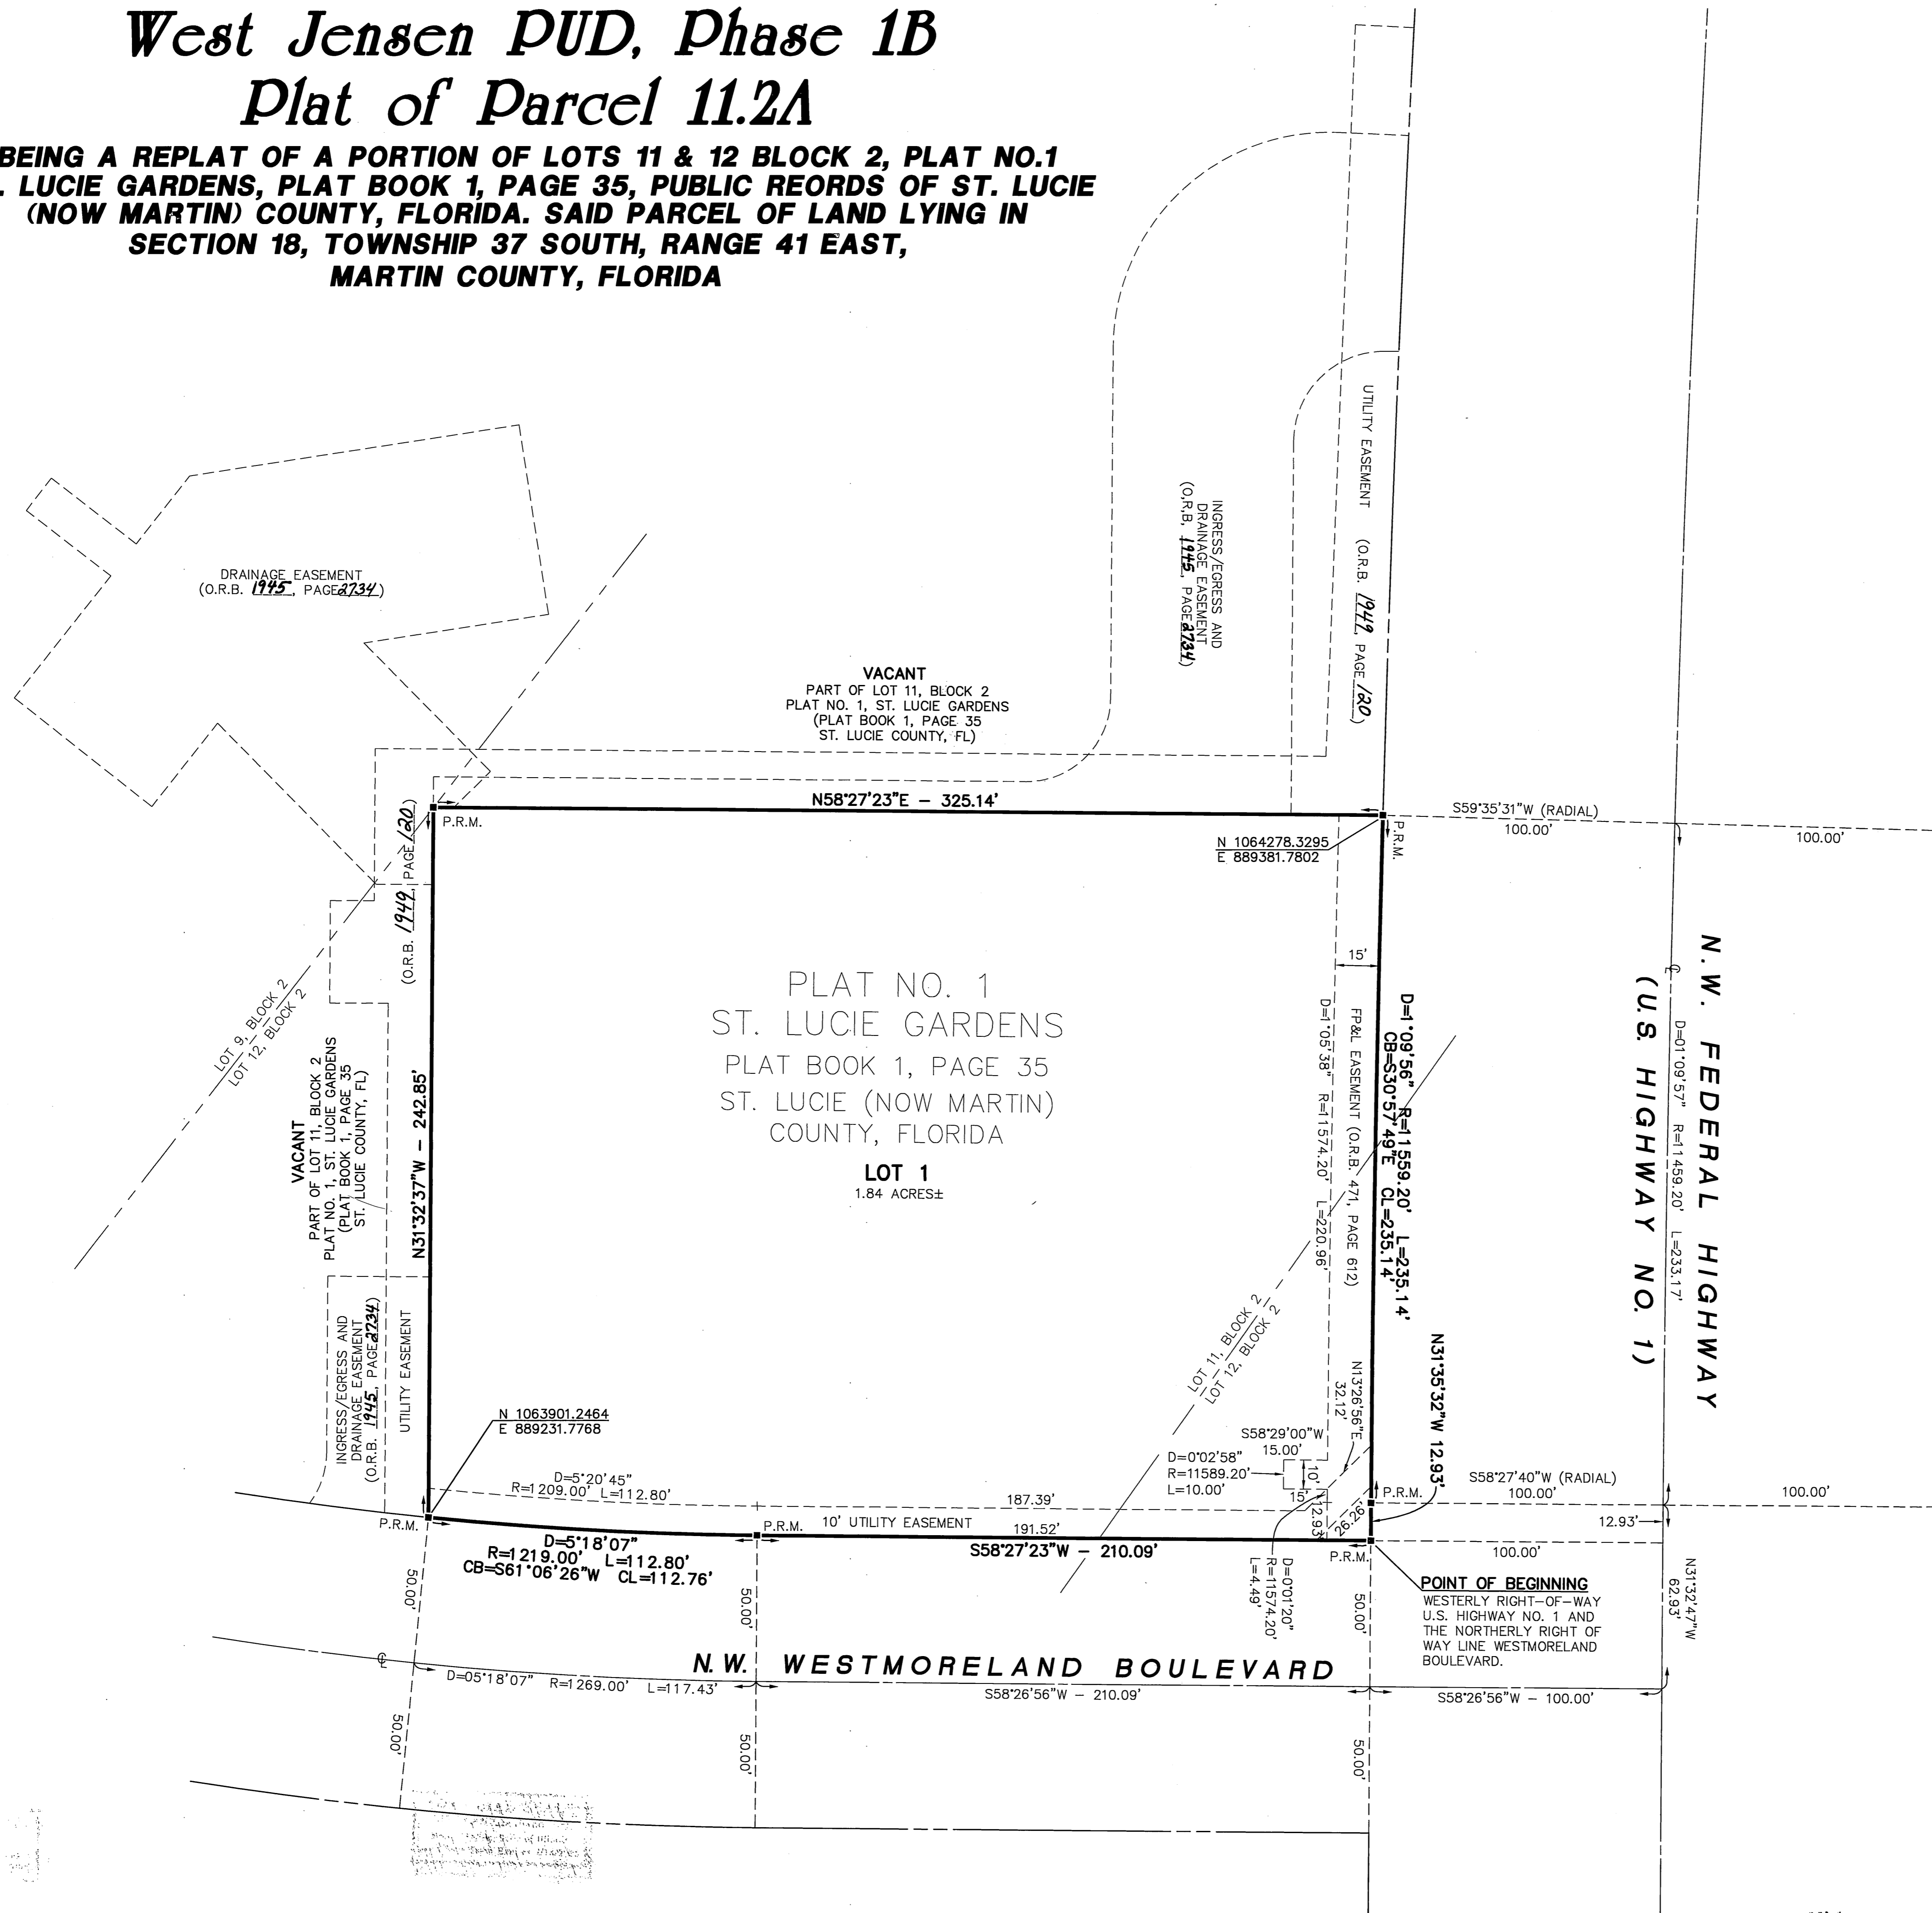 West Jensen PUD, Phase 1B
Plat of Parcel 11.2A
BEING A REPLAT OF A PORTION OF LOTS 11 & 12 BLOCK 2, PLAT NO.1
. LUCIE GARDENS, PLAT BOOK 1, PAGE 35, PUBLIC REORDS OF ST. LUCIE
(NOW MARTIN) COUNTY, FLORIDA. SAID PARCEL OF LAND LYING IN
SECTION 18, TOWNSHIP 37 SOUTH, RANGE 41 EAST,
MARTIN COUNTY, FLORIDA
UTILITY EASEMENT (O.R.B. 1949, PAGE 120)
INGRESS/EGRESS AND
DRAINAGE EASEMENT
(O.R.B. 1945, PAGE 2734)
DRAINAGE EASEMENT
(O.R.B. 1945, PAGE 2734)
VACANT
PART OF LOT 11, BLOCK 2
PLAT NO. 1, ST. LUCIE GARDENS
(PLAT BOOK 1, PAGE 35
ST. LUCIE COUNTY, FL)
N58°27'23"E - 325.14'
P.R.M.
P.R.M.
S59°35'31"W (RADIAL)
100.00'
100.00'
N 1064278.3295
E 889381.7802
(O.R.B. 1949, PAGE 120)
LOT 9, BLOCK 2
LOT 12, BLOCK 2
VACANT
PART OF LOT 11, BLOCK 2
PLAT NO. 1, ST. LUCIE GARDENS
(PLAT BOOK 1, PAGE 35
ST. LUCIE COUNTY, FL)
N31°32'37"W - 242.85'
PLAT NO. 1
ST. LUCIE GARDENS
PLAT BOOK 1, PAGE 35
ST. LUCIE (NOW MARTIN)
COUNTY, FLORIDA
LOT 1
1.84 ACRES±
15'
D=1°05'38" R=11574.20' L=220.96'
FP&L EASEMENT (O.R.B. 471, PAGE 612)
D=1°09'56" R=11559.20' L=235.14'
CB=S30°57'49"E CL=235.14'
N.W. FEDERAL HIGHWAY
(U.S. HIGHWAY NO. 1)
℄
D=01°09'57" R=11459.20' L=233.17'
LOT 11, BLOCK 2
LOT 12, BLOCK 2
N13°26'56"E
32.12'
N31°35'32"W 12.93'
INGRESS/EGRESS AND
DRAINAGE EASEMENT
(O.R.B. 1945, PAGE 2734)
UTILITY EASEMENT
N 1063901.2464
E 889231.7768
S58°29'00"W
15.00'
D=0°02'58"
R=11589.20'
L=10.00'
10'
15'
12.93'
26.26'
S58°27'40"W (RADIAL)
100.00'
100.00'
12.93'
100.00'
D=5°20'45"
R=1209.00' L=112.80'
187.39'
10' UTILITY EASEMENT
191.52'
P.R.M.
P.R.M.
P.R.M.
P.R.M.
D=5°18'07"
R=1219.00' L=112.80'
CB=S61°06'26"W CL=112.76'
S58°27'23"W - 210.09'
D=0°01'20"
R=11574.20'
L=4.49'
POINT OF BEGINNING
WESTERLY RIGHT-OF-WAY
U.S. HIGHWAY NO. 1 AND
THE NORTHERLY RIGHT OF
WAY LINE WESTMORELAND
BOULEVARD.
N31°32'47"W
62.93'
50.00'
50.00'
50.00'
N.W. WESTMORELAND BOULEVARD
℄
D=05°18'07" R=1269.00' L=117.43'
S58°26'56"W - 210.09'
S58°26'56"W - 100.00'
50.00'
50.00'
50.00'